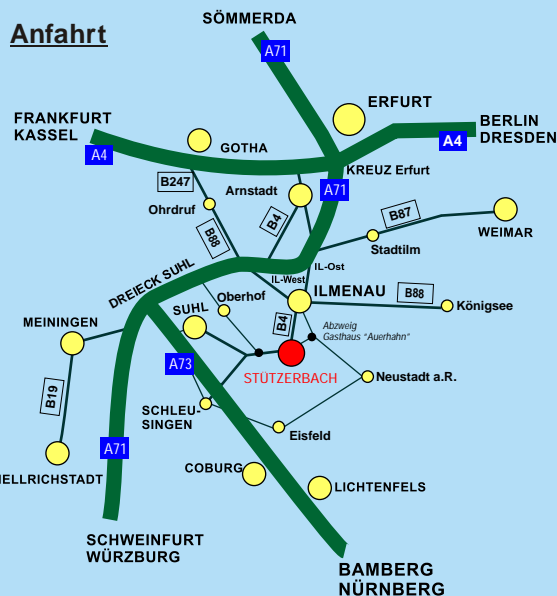 Anfahrt
SÖMMERDA
A71
ERFURT
FRANKFURT
KASSEL
A4
GOTHA
BERLIN
DRESDEN
A4
KREUZ Erfurt
B247
Arnstadt
A71
Ohrdruf
B4
B88
B87
WEIMAR
Stadtilm
IL-Ost
IL-West
DREIECK SUHL
Oberhof
ILMENAU
B88
Königsee
MEININGEN
SUHL
B4
Abzweig
Gasthaus "Auerhahn"
A73
STÜTZERBACH
Neustadt a.R.
B19
SCHLEU-
SINGEN
Eisfeld
A71
ELLRICHSTADT
COBURG
LICHTENFELS
SCHWEINFURT
WÜRZBURG
BAMBERG
NÜRNBERG